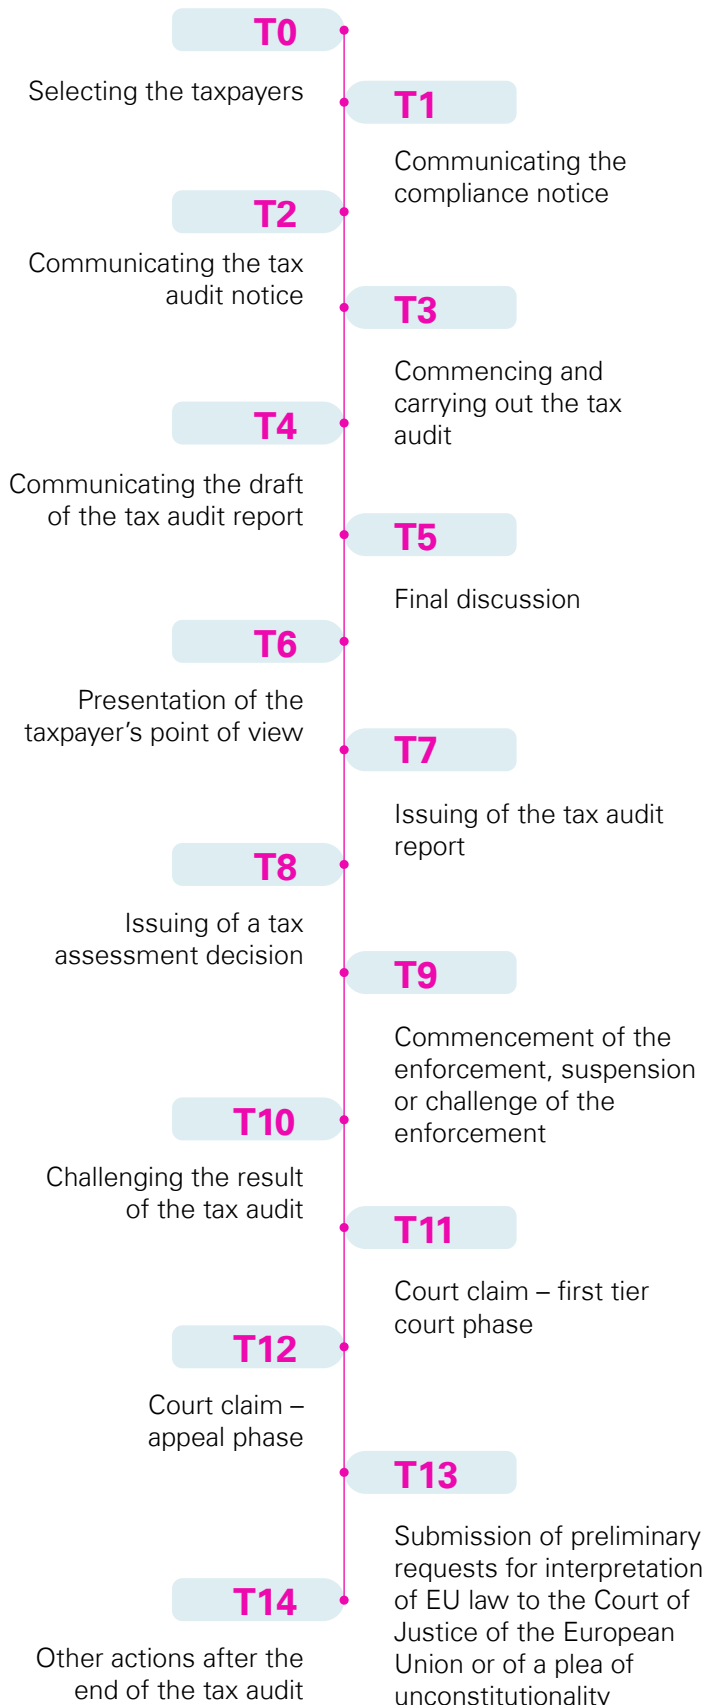 T0
Selecting the taxpayers
T1
Communicating the
compliance notice
T2
Communicating the tax
audit notice
T3
Commencing and
carrying out the tax
audit
T4
Communicating the draft
of the tax audit report
T5
Final discussion
T6
Presentation of the
taxpayer’s point of view
T7
Issuing of the tax audit
report
T8
Issuing of a tax
assessment decision
T9
Commencement of the
enforcement, suspension
or challenge of the
enforcement
T10
Challenging the result
of the tax audit
T11
Court claim – first tier
court phase
T12
Court claim –
appeal phase
T13
Submission of preliminary
requests for interpretation
of EU law to the Court of
Justice of the European
Union or of a plea of
unconstitutionality
T14
Other actions after the
end of the tax audit